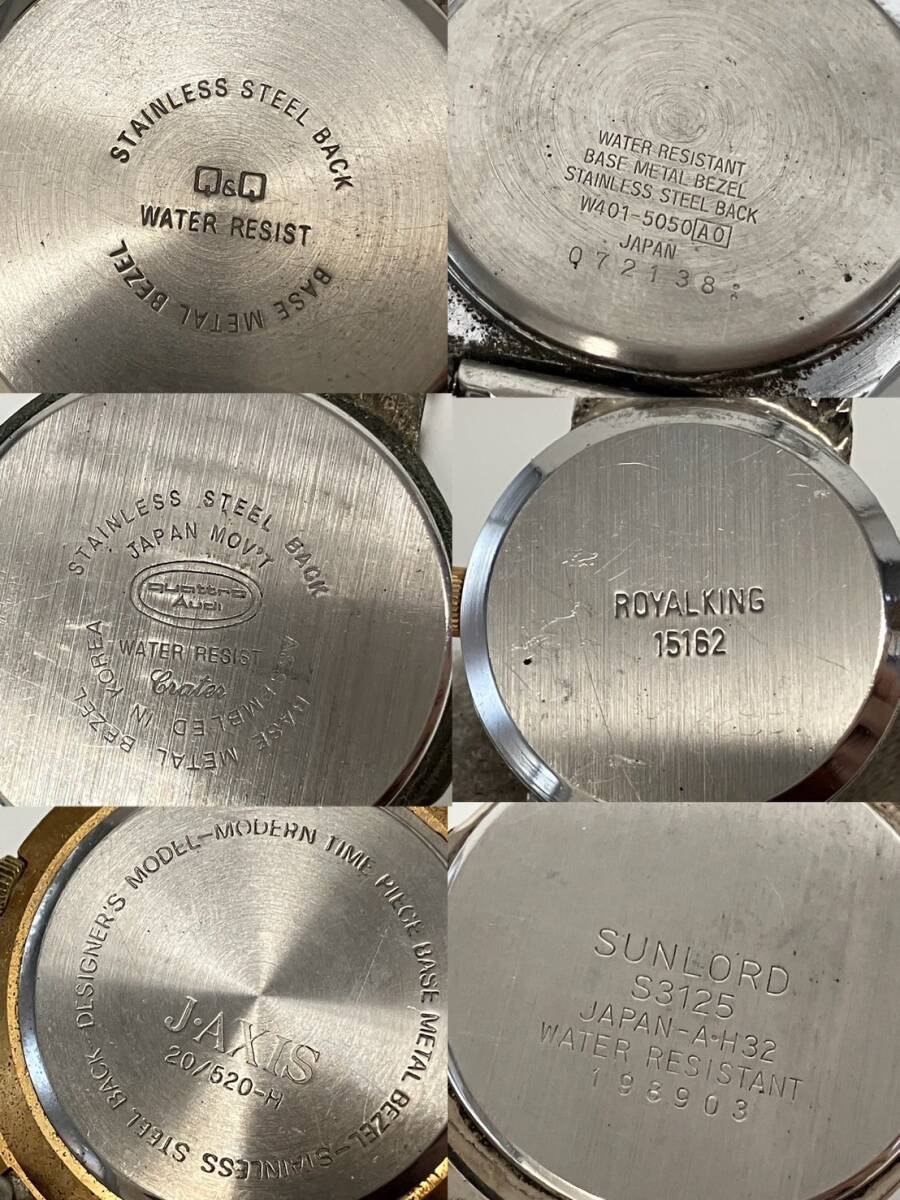 STAINLESS STEEL BACK
Q&Q
WATER RESIST
BASE METAL BEZEL
WATER RESISTANT
BASE METAL BEZEL
STAINLESS STEEL BACK
W401-5050 A0
JAPAN
072138
STAINLESS STEEL BACK
JAPAN MOV'T
quattro
Audi
WATER RESIST
Crater
ASSEMBLED IN KOREA
BASE METAL BEZEL
ROYALKING
15162
DESIGNER'S MODEL-MODERN TIME PIECE BASE METAL BEZEL-STAINLESS STEEL BACK-
J·AXIS
20/520-H
SUNLORD
S3125
JAPAN-A·H32
WATER RESISTANT
198903